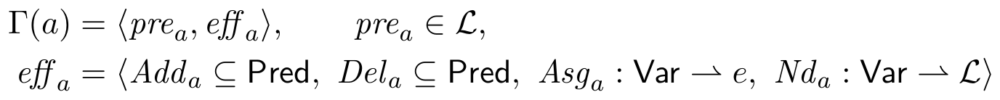 Γ(a) = ⟨pre_a, eff_a⟩,   pre_a ∈ ℒ,
eff_a = ⟨Add_a ⊆ Pred, Del_a ⊆ Pred, Asg_a : Var ⇀ e, Nd_a : Var ⇀ ℒ⟩